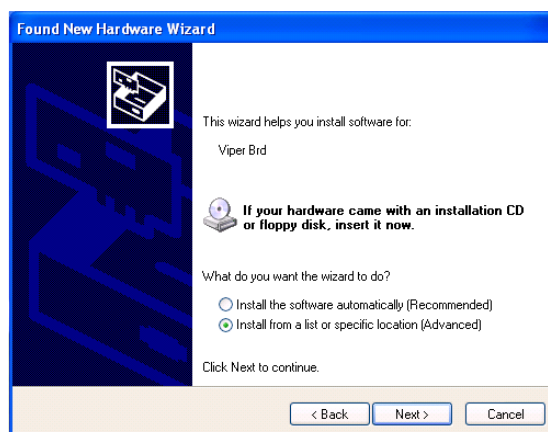 Found New Hardware Wizard
This wizard helps you install software for:
Viper Brd
If your hardware came with an installation CD
or floppy disk, insert it now.
What do you want the wizard to do?
Install the software automatically (Recommended)
Install from a list or specific location (Advanced)
Click Next to continue.
< Back Next > Cancel